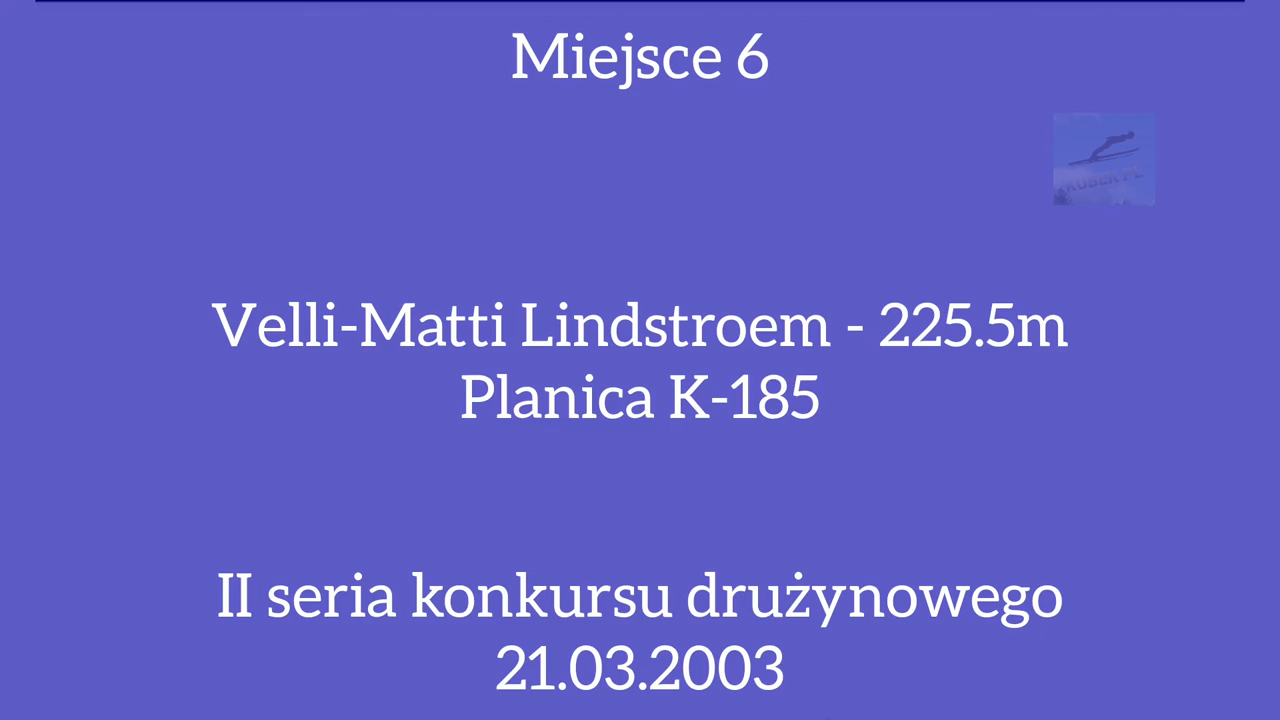 Miejsce 6
Velli-Matti Lindstroem - 225.5m
Planica K-185
II seria konkursu drużynowego
21.03.2003